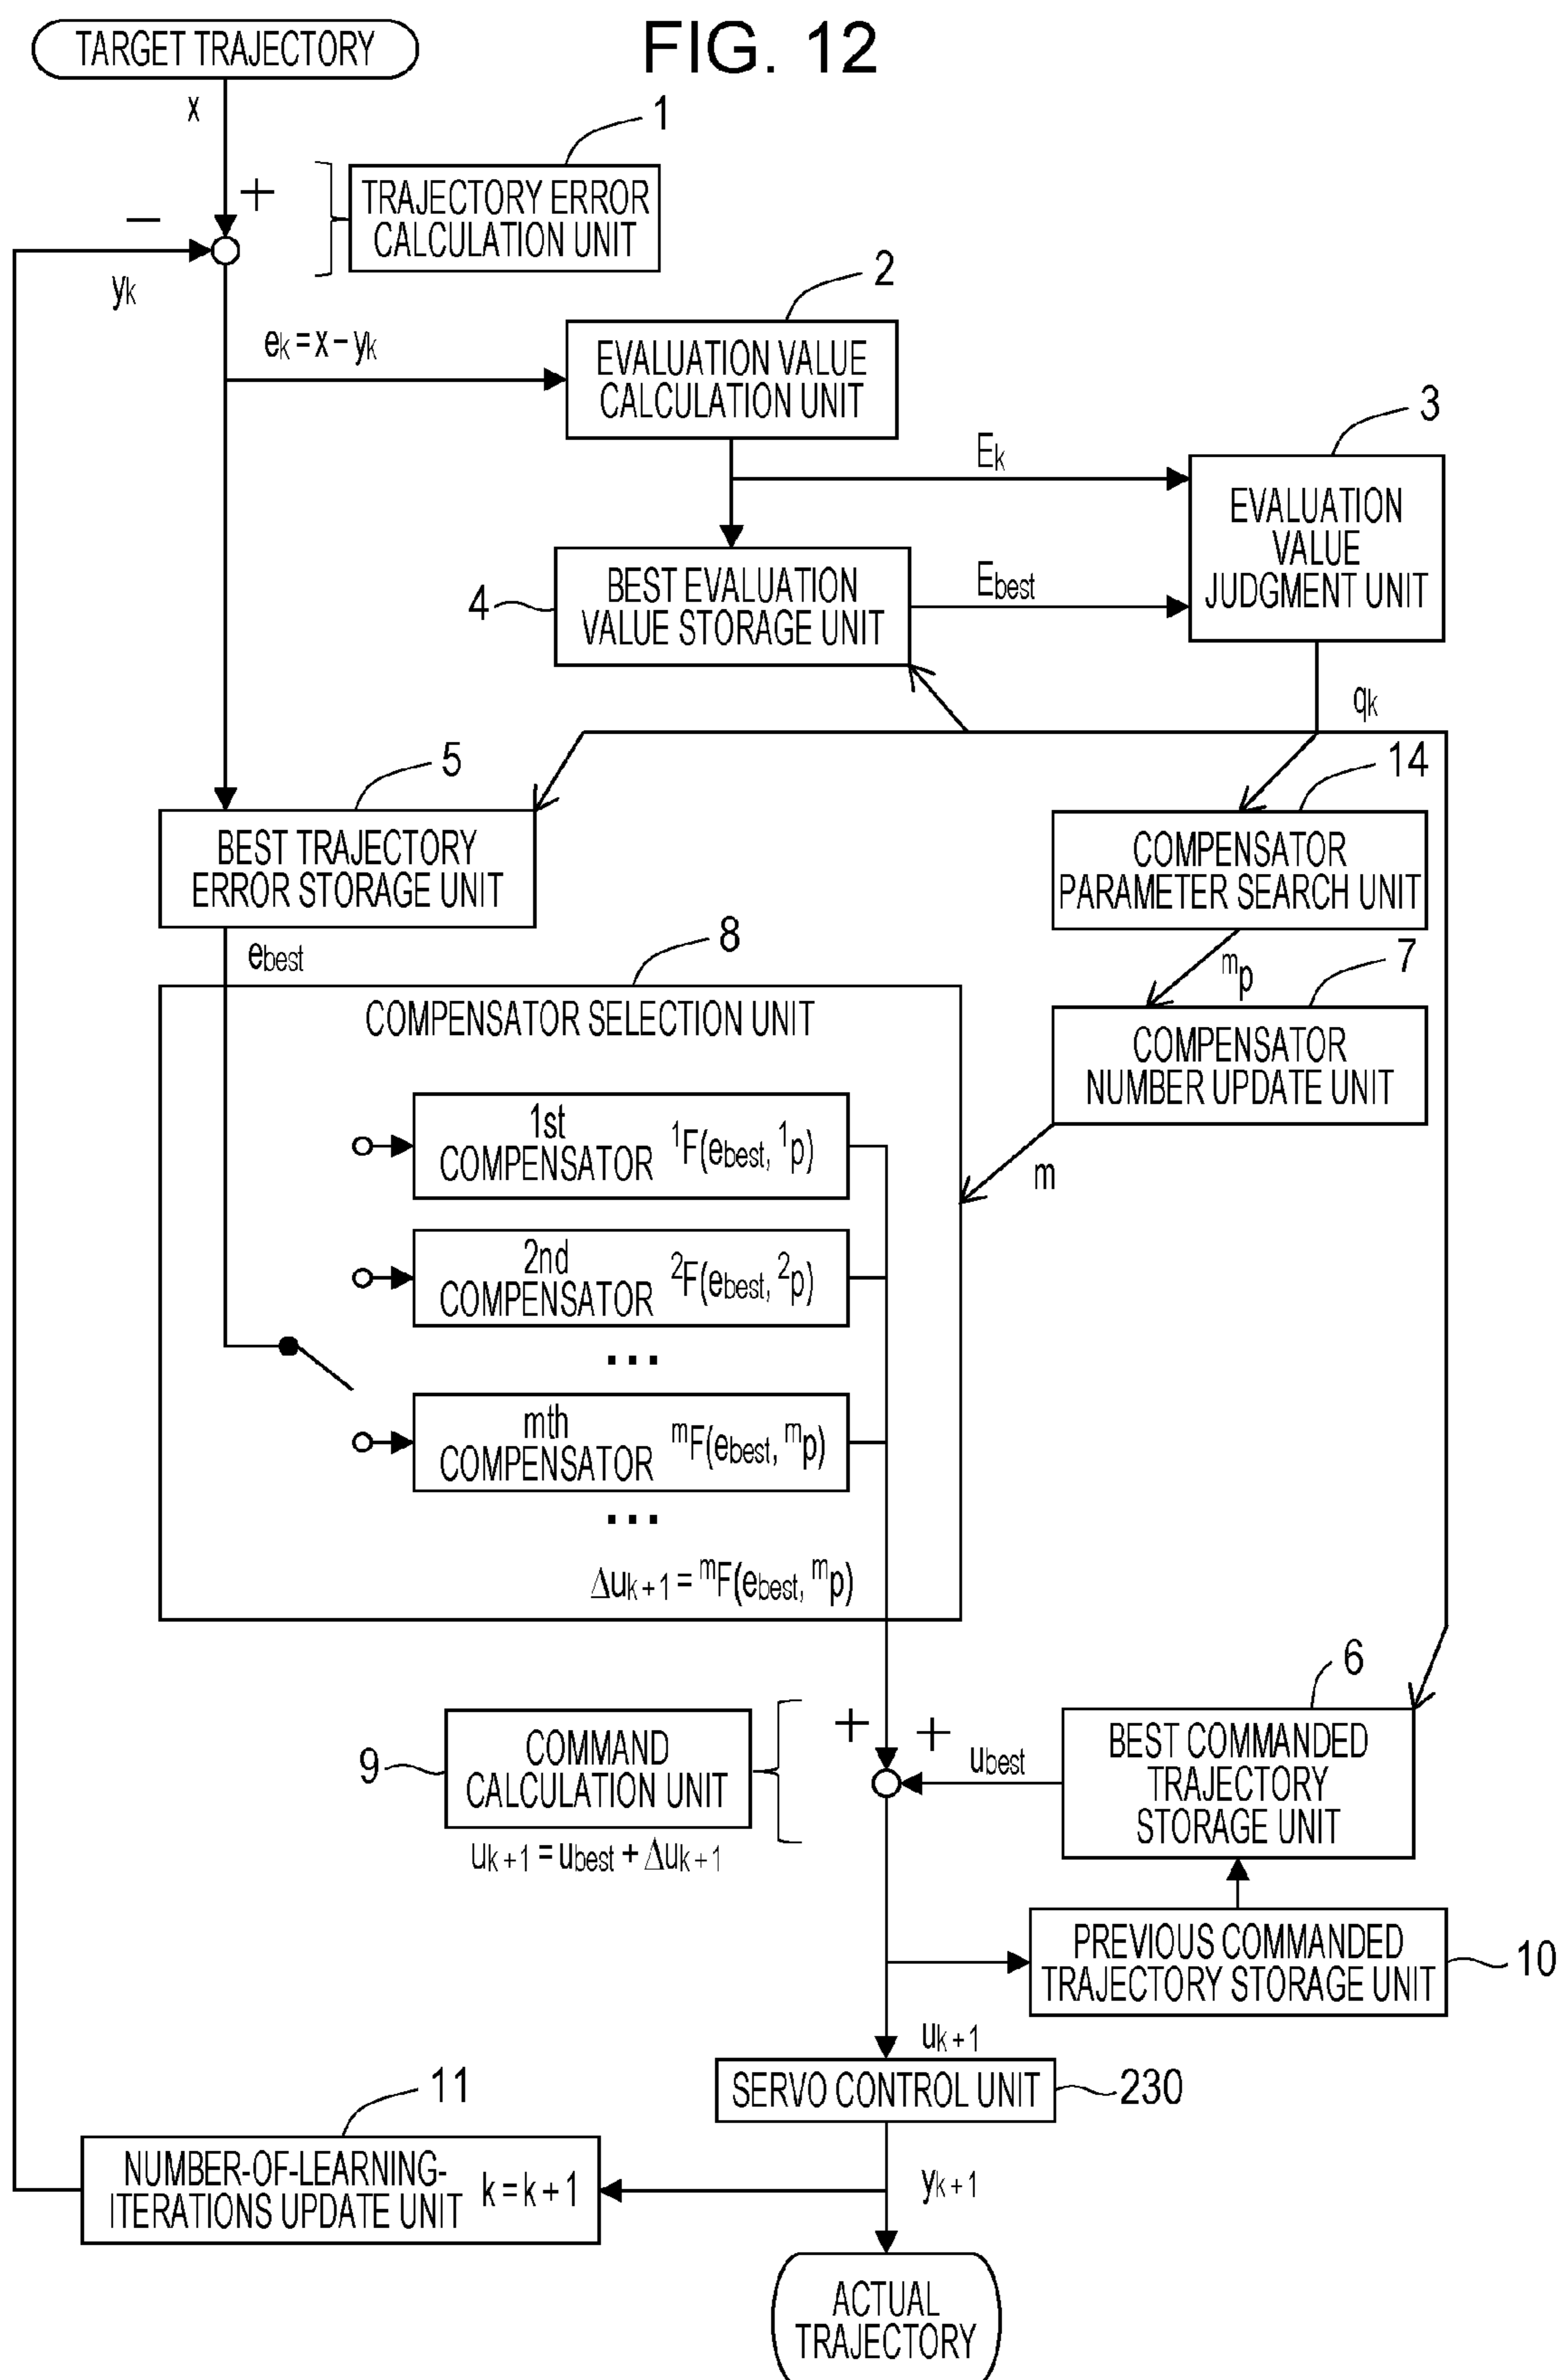 FIG. 12
TARGET TRAJECTORY
x
+
−
yk
1
TRAJECTORY ERROR
CALCULATION UNIT
ek = x − yk
2
EVALUATION VALUE
CALCULATION UNIT
Ek
3
EVALUATION
VALUE
JUDGMENT UNIT
4
BEST EVALUATION
VALUE STORAGE UNIT
Ebest
qk
5
BEST TRAJECTORY
ERROR STORAGE UNIT
ebest
14
COMPENSATOR
PARAMETER SEARCH UNIT
mp
7
COMPENSATOR
NUMBER UPDATE UNIT
m
8
COMPENSATOR SELECTION UNIT
1st
COMPENSATOR 1F(ebest, 1p)
2nd
COMPENSATOR 2F(ebest, 2p)
...
mth
COMPENSATOR mF(ebest, mp)
...
Δuk+1 = mF(ebest, mp)
9
COMMAND
CALCULATION UNIT
uk+1 = ubest + Δuk+1
+
+
ubest
6
BEST COMMANDED
TRAJECTORY
STORAGE UNIT
PREVIOUS COMMANDED
TRAJECTORY STORAGE UNIT
10
uk+1
SERVO CONTROL UNIT
230
11
NUMBER-OF-LEARNING-
ITERATIONS UPDATE UNIT k = k + 1
yk+1
ACTUAL
TRAJECTORY